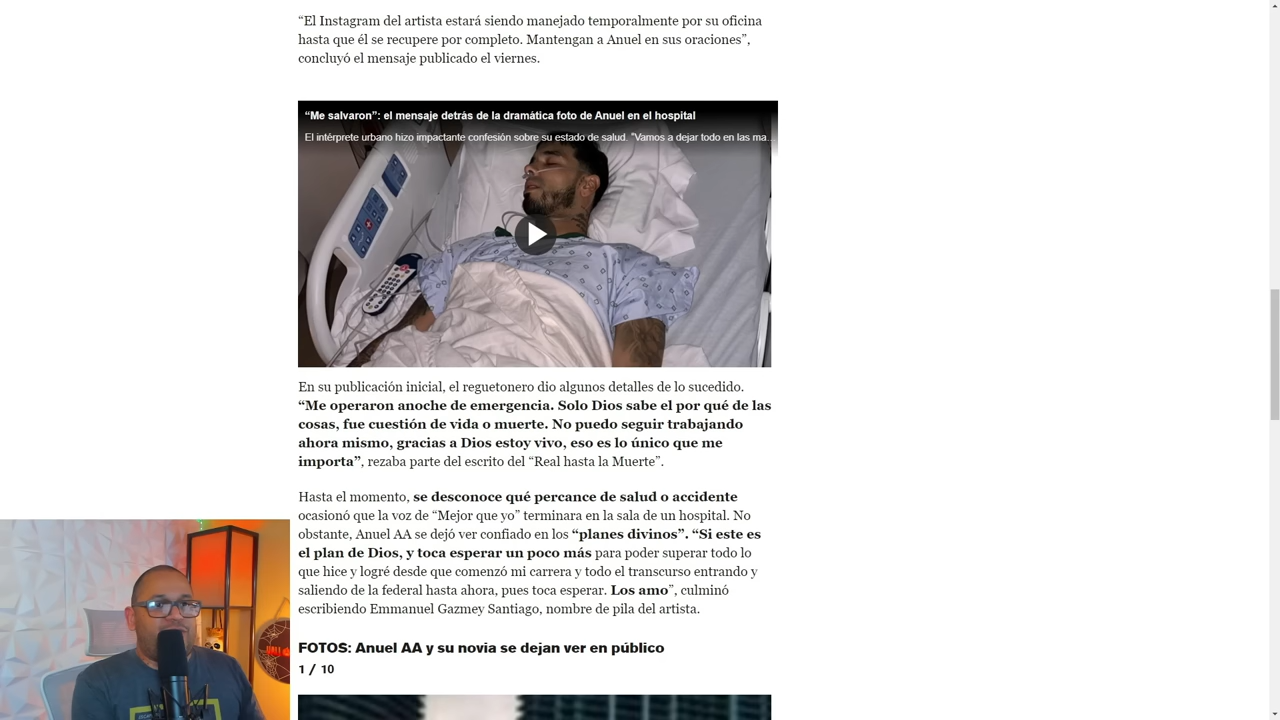 “El Instagram del artista estará siendo manejado temporalmente por su oficina
hasta que él se recupere por completo. Mantengan a Anuel en sus oraciones”,
concluyó el mensaje publicado el viernes.
“Me salvaron”: el mensaje detrás de la dramática foto de Anuel en el hospital
El intérprete urbano hizo impactante confesión sobre su estado de salud. "Vamos a dejar todo en las ma...
En su publicación inicial, el reguetonero dio algunos detalles de lo sucedido.
“Me operaron anoche de emergencia. Solo Dios sabe el por qué de las
cosas, fue cuestión de vida o muerte. No puedo seguir trabajando
ahora mismo, gracias a Dios estoy vivo, eso es lo único que me
importa”, rezaba parte del escrito del “Real hasta la Muerte”.
Hasta el momento, se desconoce qué percance de salud o accidente
ocasionó que la voz de “Mejor que yo” terminara en la sala de un hospital. No
obstante, Anuel AA se dejó ver confiado en los “planes divinos”. “Si este es
el plan de Dios, y toca esperar un poco más para poder superar todo lo
que hice y logré desde que comenzó mi carrera y todo el transcurso entrando y
saliendo de la federal hasta ahora, pues toca esperar. Los amo”, culminó
escribiendo Emmanuel Gazmey Santiago, nombre de pila del artista.
FOTOS: Anuel AA y su novia se dejan ver en público
1 / 10